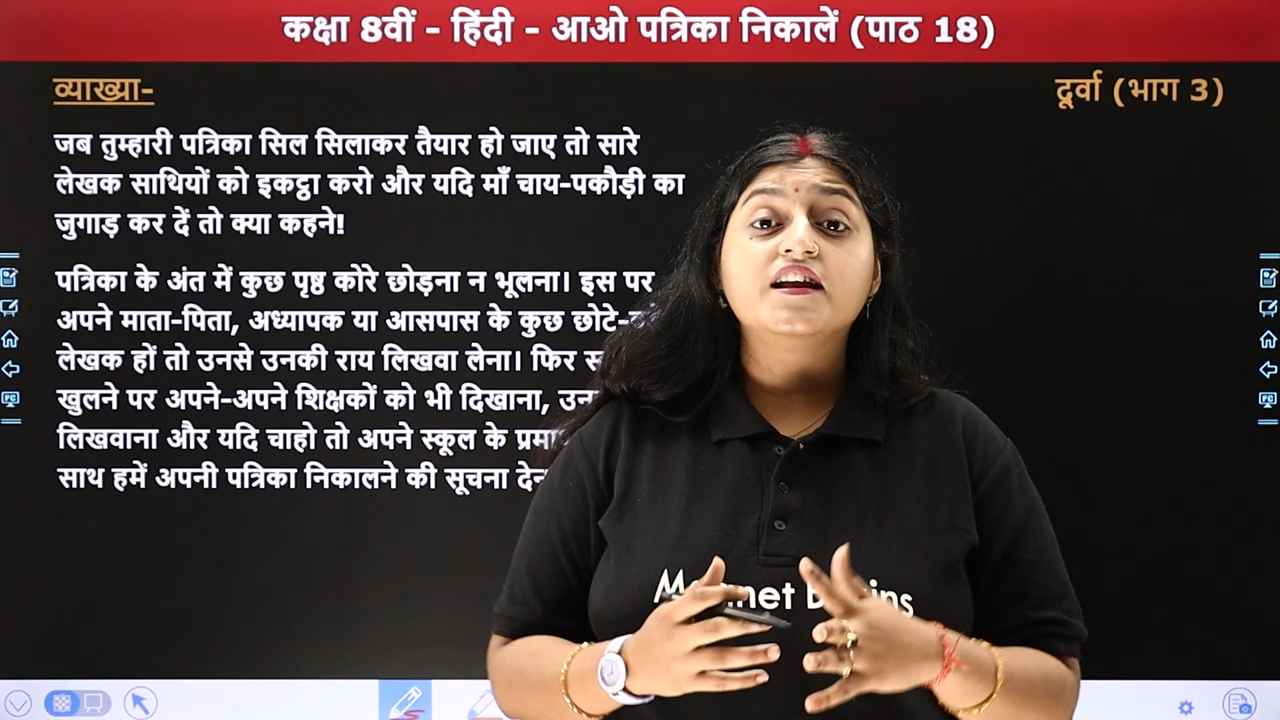 कक्षा 8वीं - हिंदी - आओ पत्रिका निकालें (पाठ 18)
व्याख्या-
दूर्वा (भाग 3)
जब तुम्हारी पत्रिका सिल सिलाकर तैयार हो जाए तो सारे
लेखक साथियों को इकट्ठा करो और यदि माँ चाय-पकौड़ी का
जुगाड़ कर दें तो क्या कहने!
पत्रिका के अंत में कुछ पृष्ठ कोरे छोड़ना न भूलना। इस पर
अपने माता-पिता, अध्यापक या आसपास के कुछ छोटे-
लेखक हों तो उनसे उनकी राय लिखवा लेना। फिर
खुलने पर अपने-अपने शिक्षकों को भी दिखाना,
लिखवाना और यदि चाहो तो अपने स्कूल के
साथ हमें अपनी पत्रिका निकालने की सूचना
PC
PC